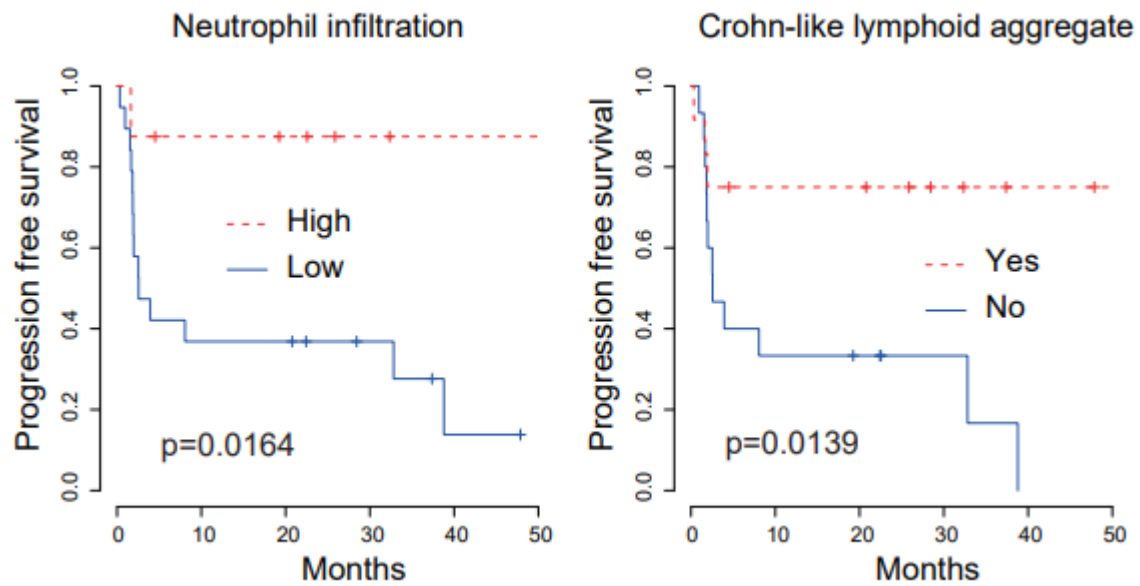 Neutrophil infiltration
Progression free survival
1.0
0.8
0.6
0.4
0.2
0.0
High
Low
p=0.0164
0 10 20 30 40 50
Months
Crohn-like lymphoid aggregate
Progression free survival
1.0
0.8
0.6
0.4
0.2
0.0
Yes
No
p=0.0139
0 10 20 30 40 50
Months